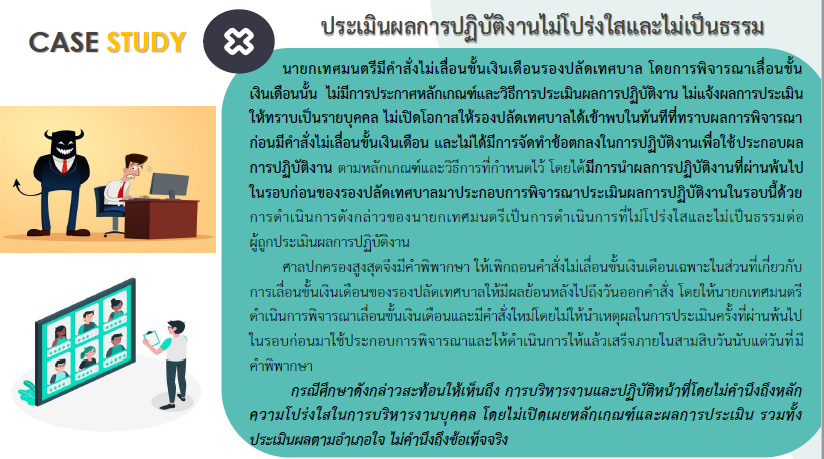 CASE STUDY
ประเมินผลการปฏิบัติงานไม่โปร่งใสและไม่เป็นธรรม
นายกเทศมนตรีมีคำสั่งไม่เลื่อนขั้นเงินเดือนรองปลัดเทศบาล โดยการพิจารณาเลื่อนขั้น
เงินเดือนนั้น ไม่มีการประกาศหลักเกณฑ์และวิธีการประเมินผลการปฏิบัติงาน ไม่แจ้งผลการประเมิน
ให้ทราบเป็นรายบุคคล ไม่เปิดโอกาสให้รองปลัดเทศบาลได้เข้าพบในทันทีที่ทราบผลการพิจารณา
ก่อนมีคำสั่งไม่เลื่อนขั้นเงินเดือน และไม่ได้มีการจัดทำข้อตกลงในการปฏิบัติงานเพื่อใช้ประกอบผล
การปฏิบัติงาน ตามหลักเกณฑ์และวิธีการที่กำหนดไว้ โดยได้มีการนำผลการปฏิบัติงานที่ผ่านพ้นไป
ในรอบก่อนของรองปลัดเทศบาลมาประกอบการพิจารณาประเมินผลการปฏิบัติงานในรอบนี้ด้วย
การดำเนินการดังกล่าวของนายกเทศมนตรีเป็นการดำเนินการที่ไม่โปร่งใสและไม่เป็นธรรมต่อ
ผู้ถูกประเมินผลการปฏิบัติงาน
ศาลปกครองสูงสุดจึงมีคำพิพากษา ให้เพิกถอนคำสั่งไม่เลื่อนขั้นเงินเดือนเฉพาะในส่วนที่เกี่ยวกับ
การเลื่อนขั้นเงินเดือนของรองปลัดเทศบาลให้มีผลย้อนหลังไปถึงวันออกคำสั่ง โดยให้นายกเทศมนตรี
ดำเนินการพิจารณาเลื่อนขั้นเงินเดือนและมีคำสั่งใหม่โดยไม่ให้นำเหตุผลในการประเมินครั้งที่ผ่านพ้นไป
ในรอบก่อนมาใช้ประกอบการพิจารณาและให้ดำเนินการให้แล้วเสร็จภายในสามสิบวันนับแต่วันที่มี
คำพิพากษา
กรณีศึกษาดังกล่าวสะท้อนให้เห็นถึง การบริหารงานและปฏิบัติหน้าที่โดยไม่คำนึงถึงหลัก
ความโปร่งใสในการบริหารงานบุคคล โดยไม่เปิดเผยหลักเกณฑ์และผลการประเมิน รวมทั้ง
ประเมินผลตามอำเภอใจ ไม่คำนึงถึงข้อเท็จจริง